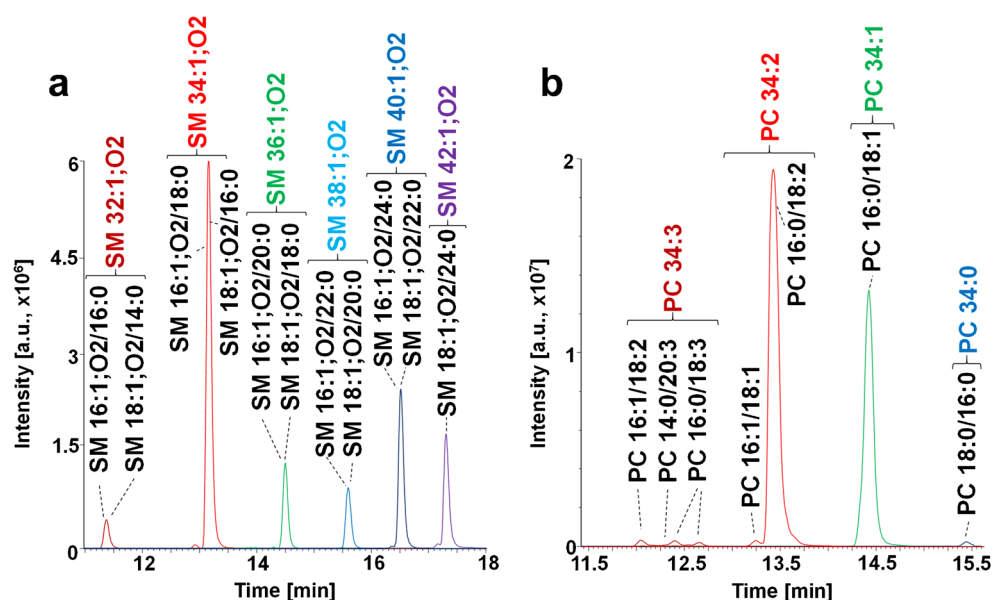 a
SM 32:1;O2
SM 34:1;O2
SM 36:1;O2
SM 38:1;O2
SM 40:1;O2
SM 42:1;O2
SM 16:1;O2/16:0
SM 18:1;O2/14:0
SM 16:1;O2/18:0
SM 18:1;O2/16:0
SM 16:1;O2/20:0
SM 18:1;O2/18:0
SM 16:1;O2/22:0
SM 18:1;O2/20:0
SM 16:1;O2/24:0
SM 18:1;O2/22:0
SM 18:1;O2/24:0
Intensity [a.u., x10⁶]
6
4.5
3
1.5
0
12
14
16
18
Time [min]
b
PC 34:3
PC 34:2
PC 34:1
PC 34:0
PC 16:1/18:2
PC 14:0/20:3
PC 16:0/18:3
PC 16:1/18:1
PC 16:0/18:2
PC 16:0/18:1
PC 18:0/16:0
Intensity [a.u., x10⁷]
2
1
0
11.5
12.5
13.5
14.5
15.5
Time [min]